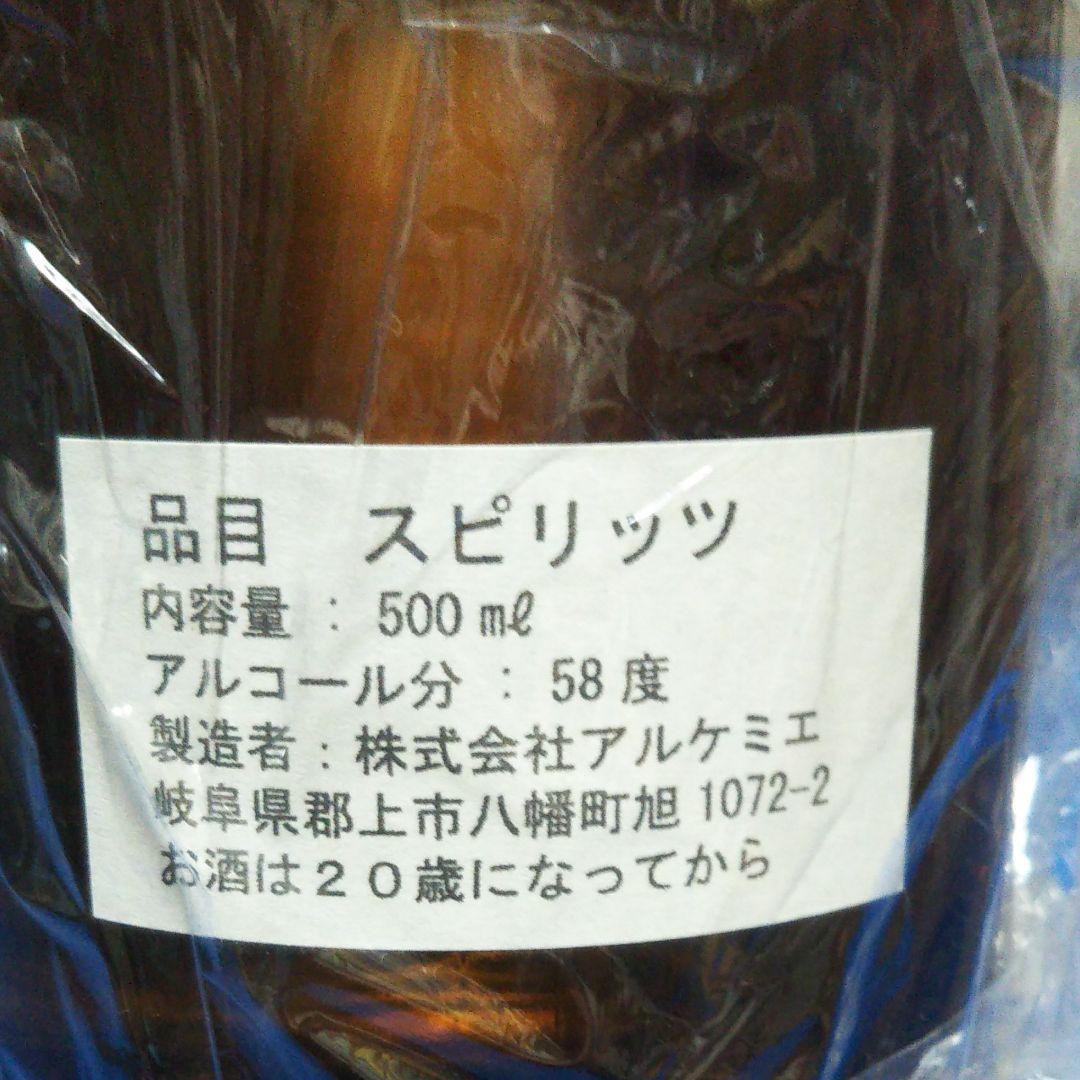 品目　スピリッツ
内容量 : 500 ㎖
アルコール分 : 58 度
製造者 : 株式会社アルケミエ
岐阜県郡上市八幡町旭 1072-2
お酒は２０歳になってから